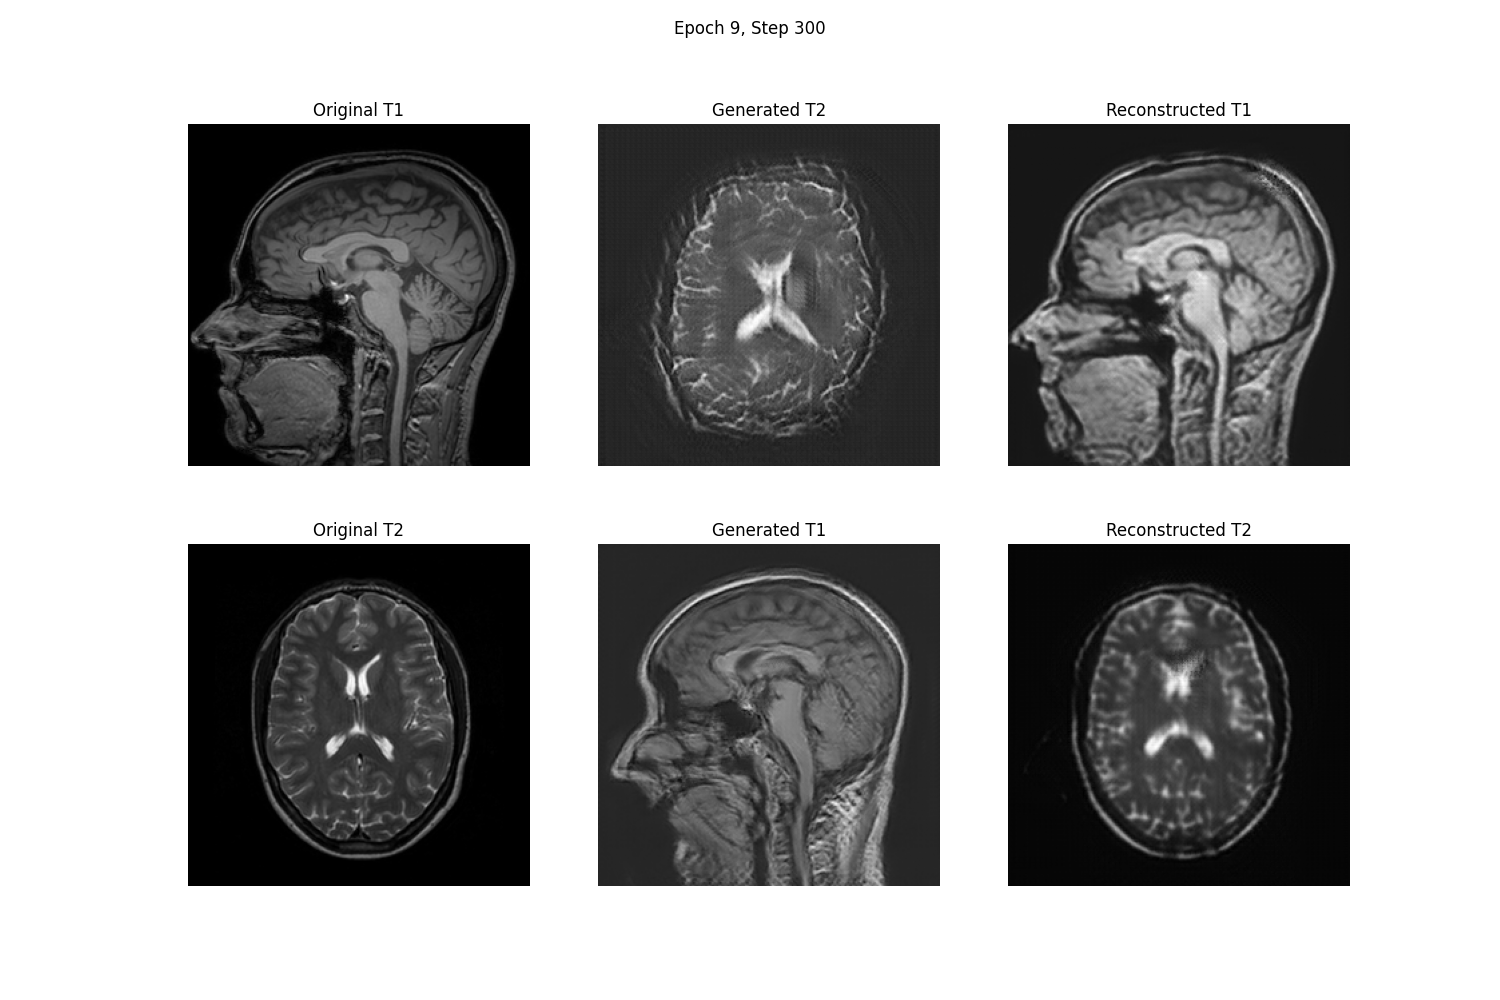 Epoch 9, Step 300
Original T1
Generated T2
Reconstructed T1
Original T2
Generated T1
Reconstructed T2